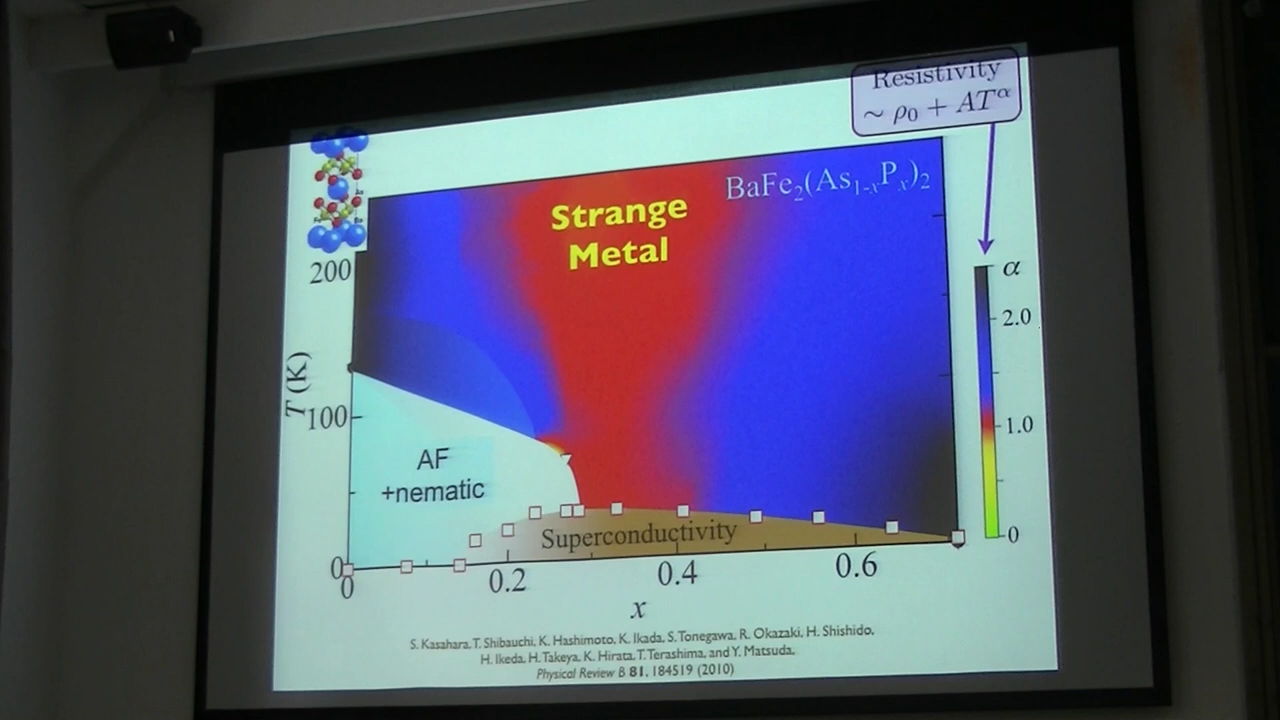 Resistivity
∼ ρ₀ + AT^α
BaFe₂(As₁₋ₓPₓ)₂
Strange
Metal
α
2.0
1.0
0
T (K)
200
100
0
AF
+nematic
Superconductivity
0
0.2
0.4
0.6
x
S. Kasahara, T. Shibauchi, K. Hashimoto, K. Ikada, S. Tonegawa, R. Okazaki, H. Shishido,
H. Ikeda, H. Takeya, K. Hirata, T. Terashima, and Y. Matsuda,
Physical Review B 81, 184519 (2010)